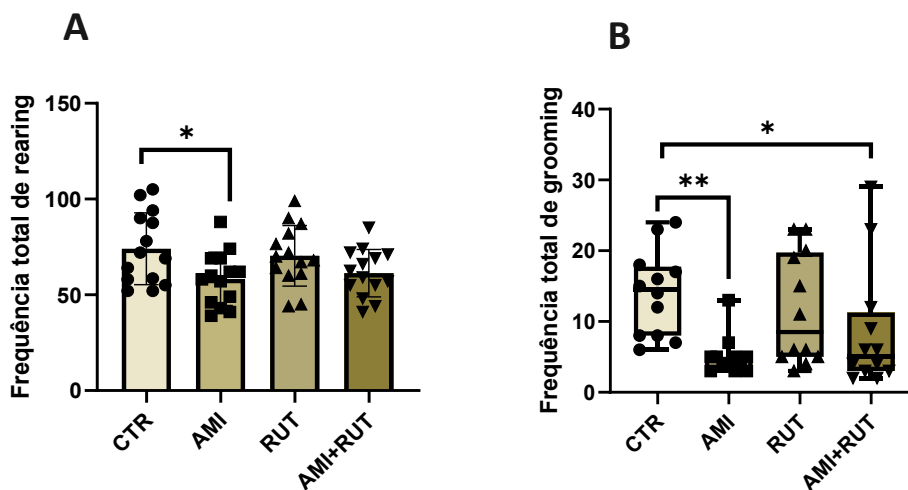 A
Frequência total de rearing
150
100
50
0
*
CTR
AMI
RUT
AMI+RUT
B
Frequência total de grooming
40
30
20
10
0
*
**
CTR
AMI
RUT
AMI+RUT